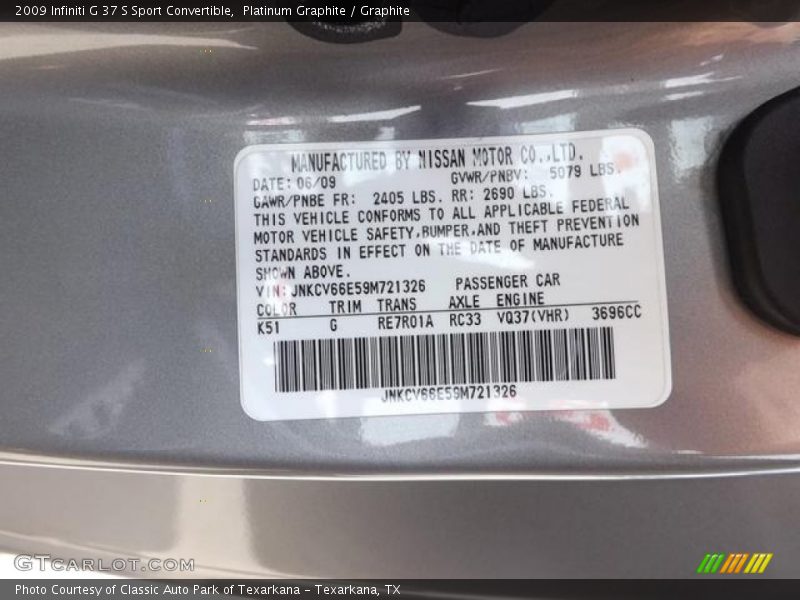 2009 Infiniti G 37 S Sport Convertible,  Platinum Graphite / Graphite
MANUFACTURED BY NISSAN MOTOR CO.,LTD.
DATE: 06/09 GVWR/PNBV: 5079 LBS.
GAWR/PNBE FR: 2405 LBS. RR: 2690 LBS.
THIS VEHICLE CONFORMS TO ALL APPLICABLE FEDERAL
MOTOR VEHICLE SAFETY,BUMPER,AND THEFT PREVENTION
STANDARDS IN EFFECT ON THE DATE OF MANUFACTURE
SHOWN ABOVE.
VIN: JNKCV66E59M721326 PASSENGER CAR
COLOR TRIM TRANS AXLE ENGINE
K51 G RE7R01A RC33 VQ37(VHR) 3696CC
JNKCV66E59M721326
GTCARLOT.COM
Photo Courtesy of Classic Auto Park of Texarkana – Texarkana, TX